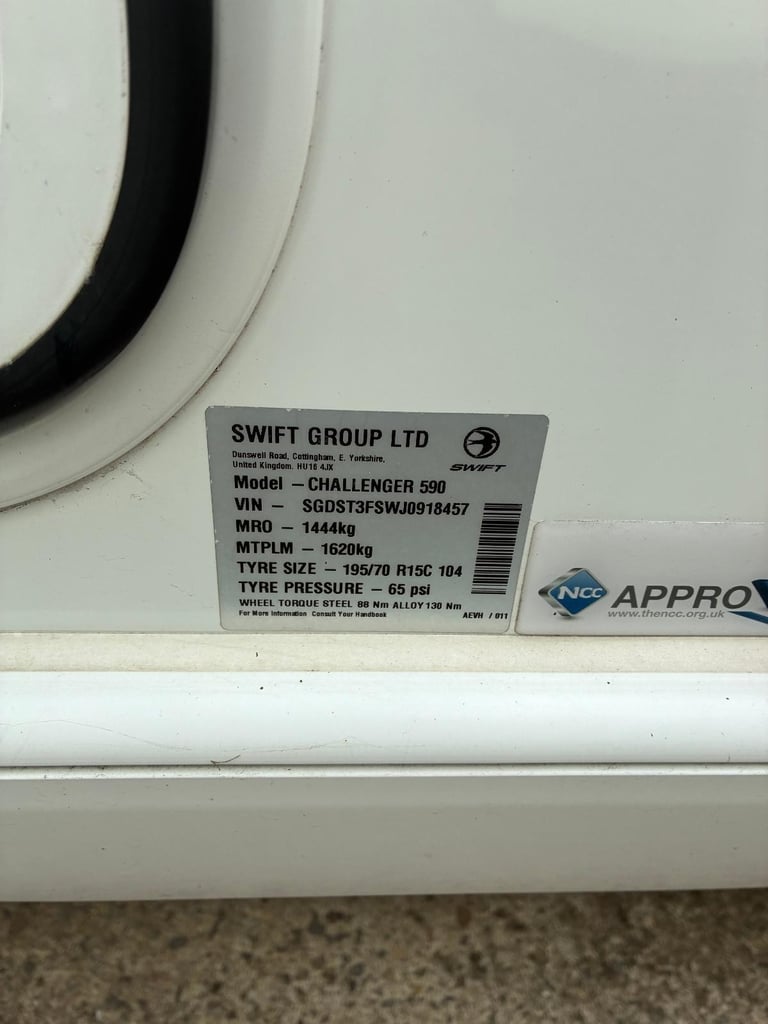 SWIFT GROUP LTD
SWIFT
Dunswell Road, Cottingham, E. Yorkshire,
United Kingdom. HU16 4JX
Model – CHALLENGER 590
VIN – SGDST3FSWJ0918457
MRO – 1444kg
MTPLM – 1620kg
TYRE SIZE – 195/70 R15C 104
TYRE PRESSURE – 65 psi
WHEEL TORQUE STEEL 88 Nm ALLOY 130 Nm
For More Information Consult Your Handbook
AEVH / 011
NCC APPROV
www.thencc.org.uk